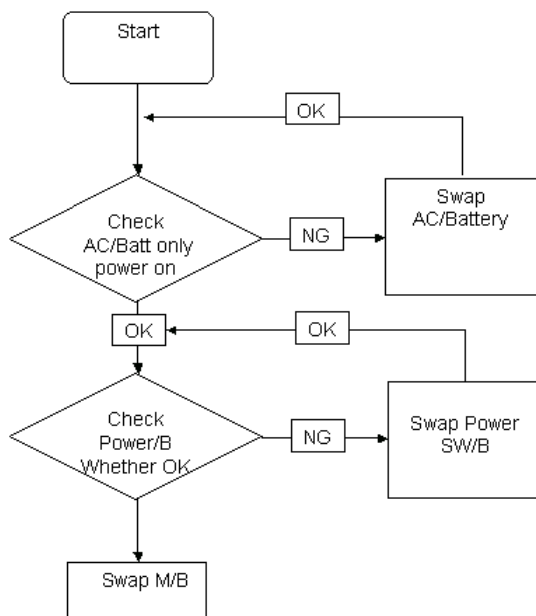 Start
OK
Check
AC/Batt only
power on
NG
Swap
AC/Battery
OK
OK
Check
Power/B
Whether OK
NG
Swap Power
SW/B
Swap M/B